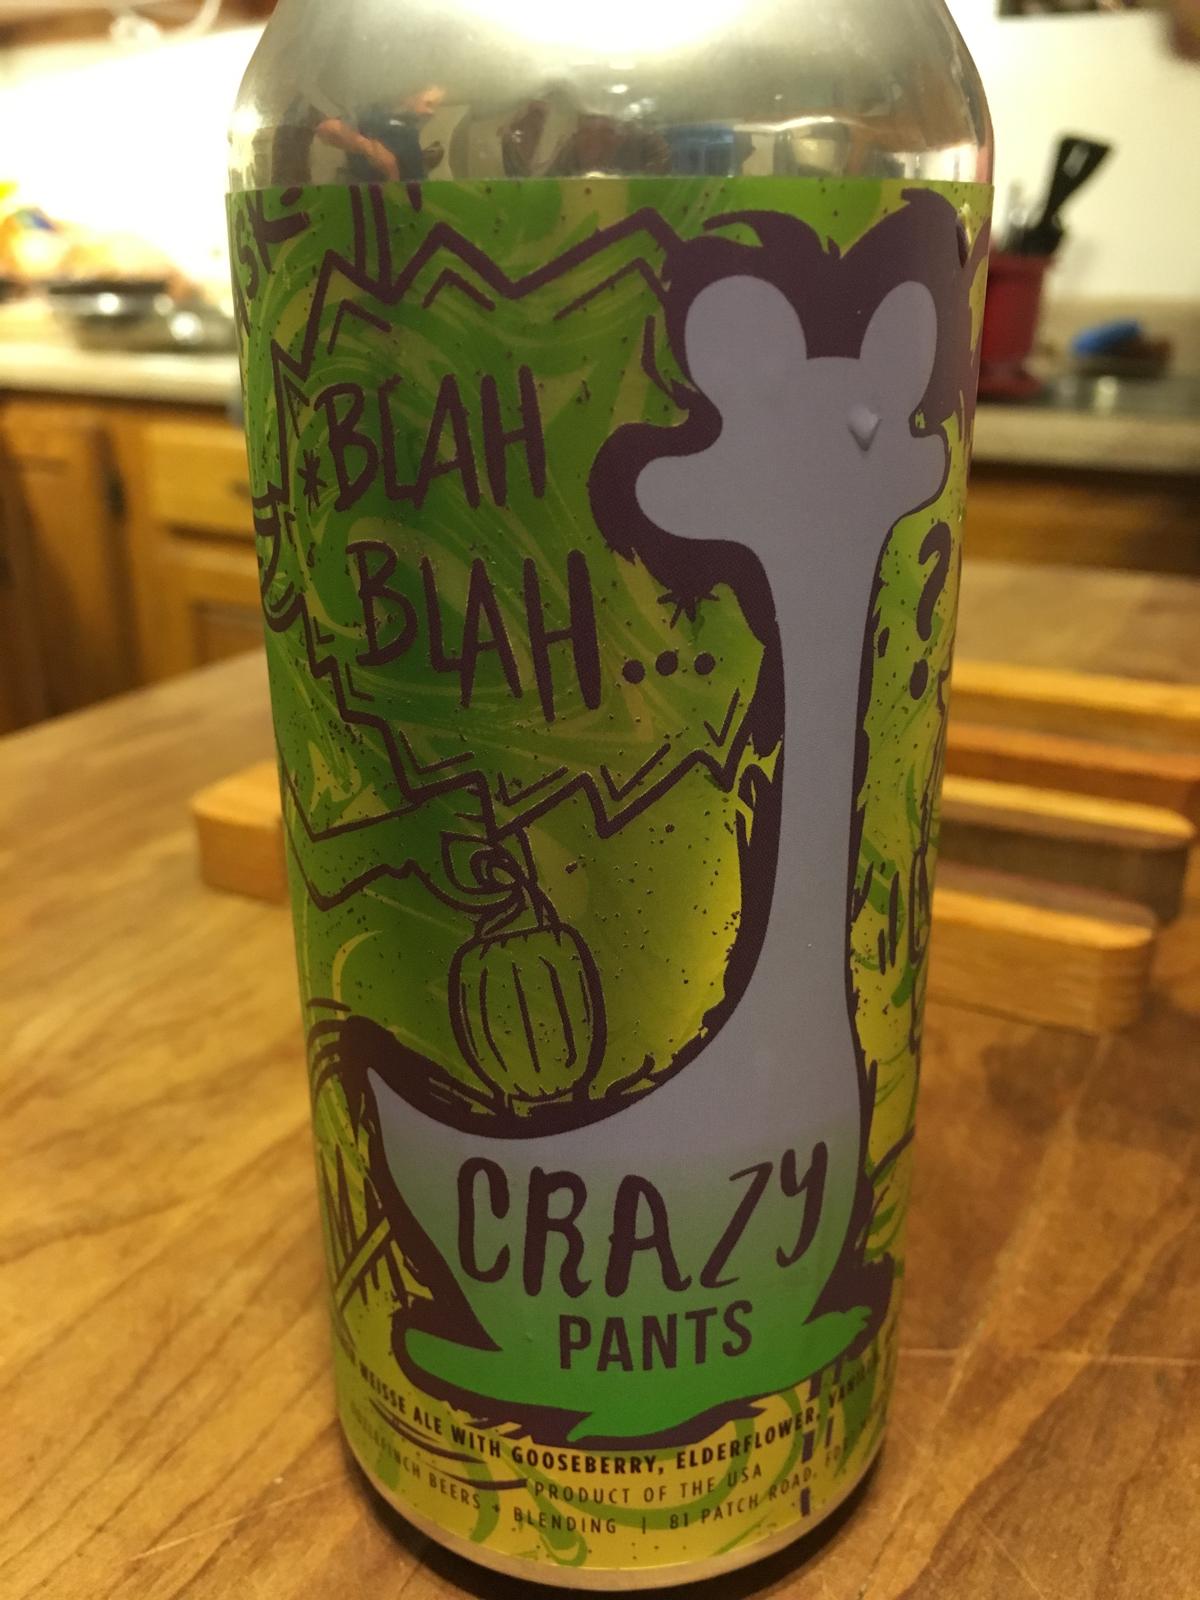 *BLAH
BLAH...
*
?
CRAZY
PANTS
WEISSE ALE WITH GOOSEBERRY, ELDERFLOWER,
PRODUCT OF THE USA
BEERS + BLENDING | 81 PATCH ROAD,